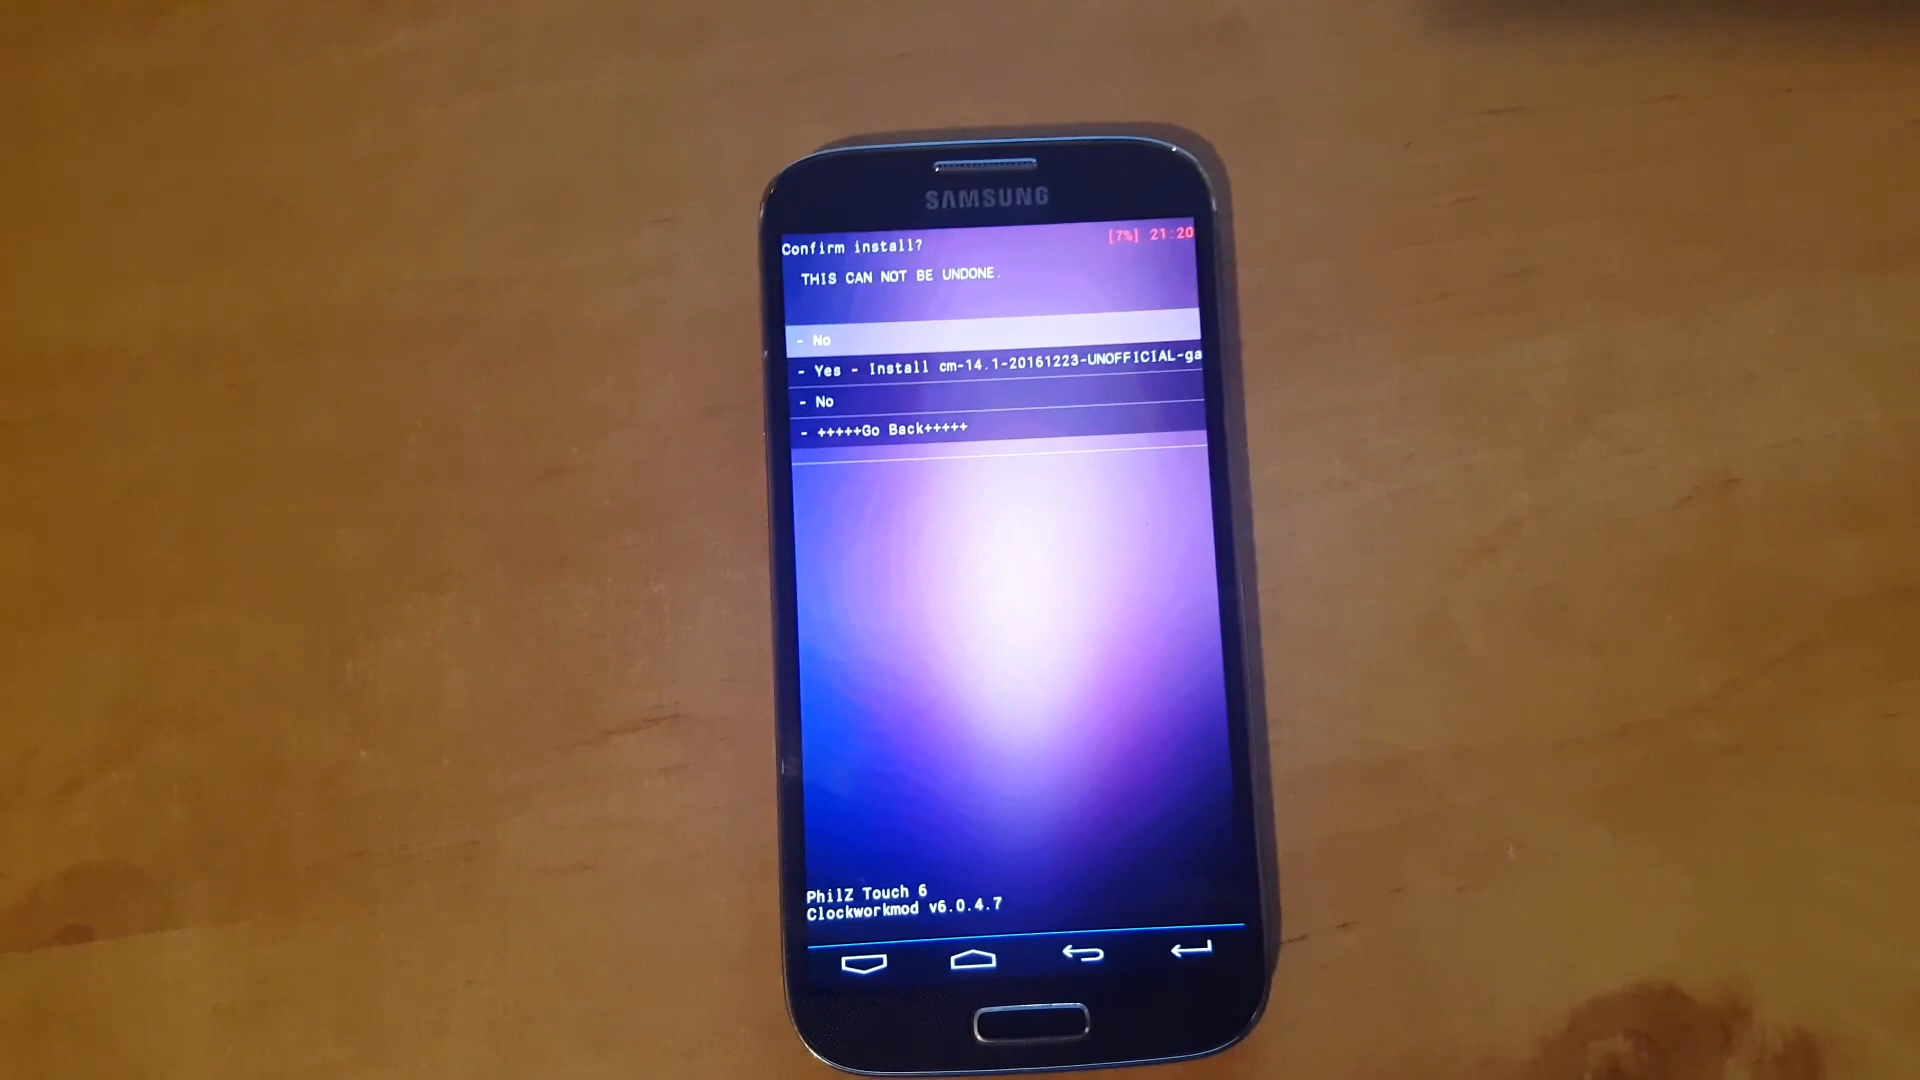 SAMSUNG
Confirm install?
[7%] 21:20
THIS CAN NOT BE UNDONE.
- No
- Yes - Install cm-14.1-20161223-UNOFFICIAL-ga
- No
- +++++Go Back+++++
PhilZ Touch 6
Clockworkmod v6.0.4.7